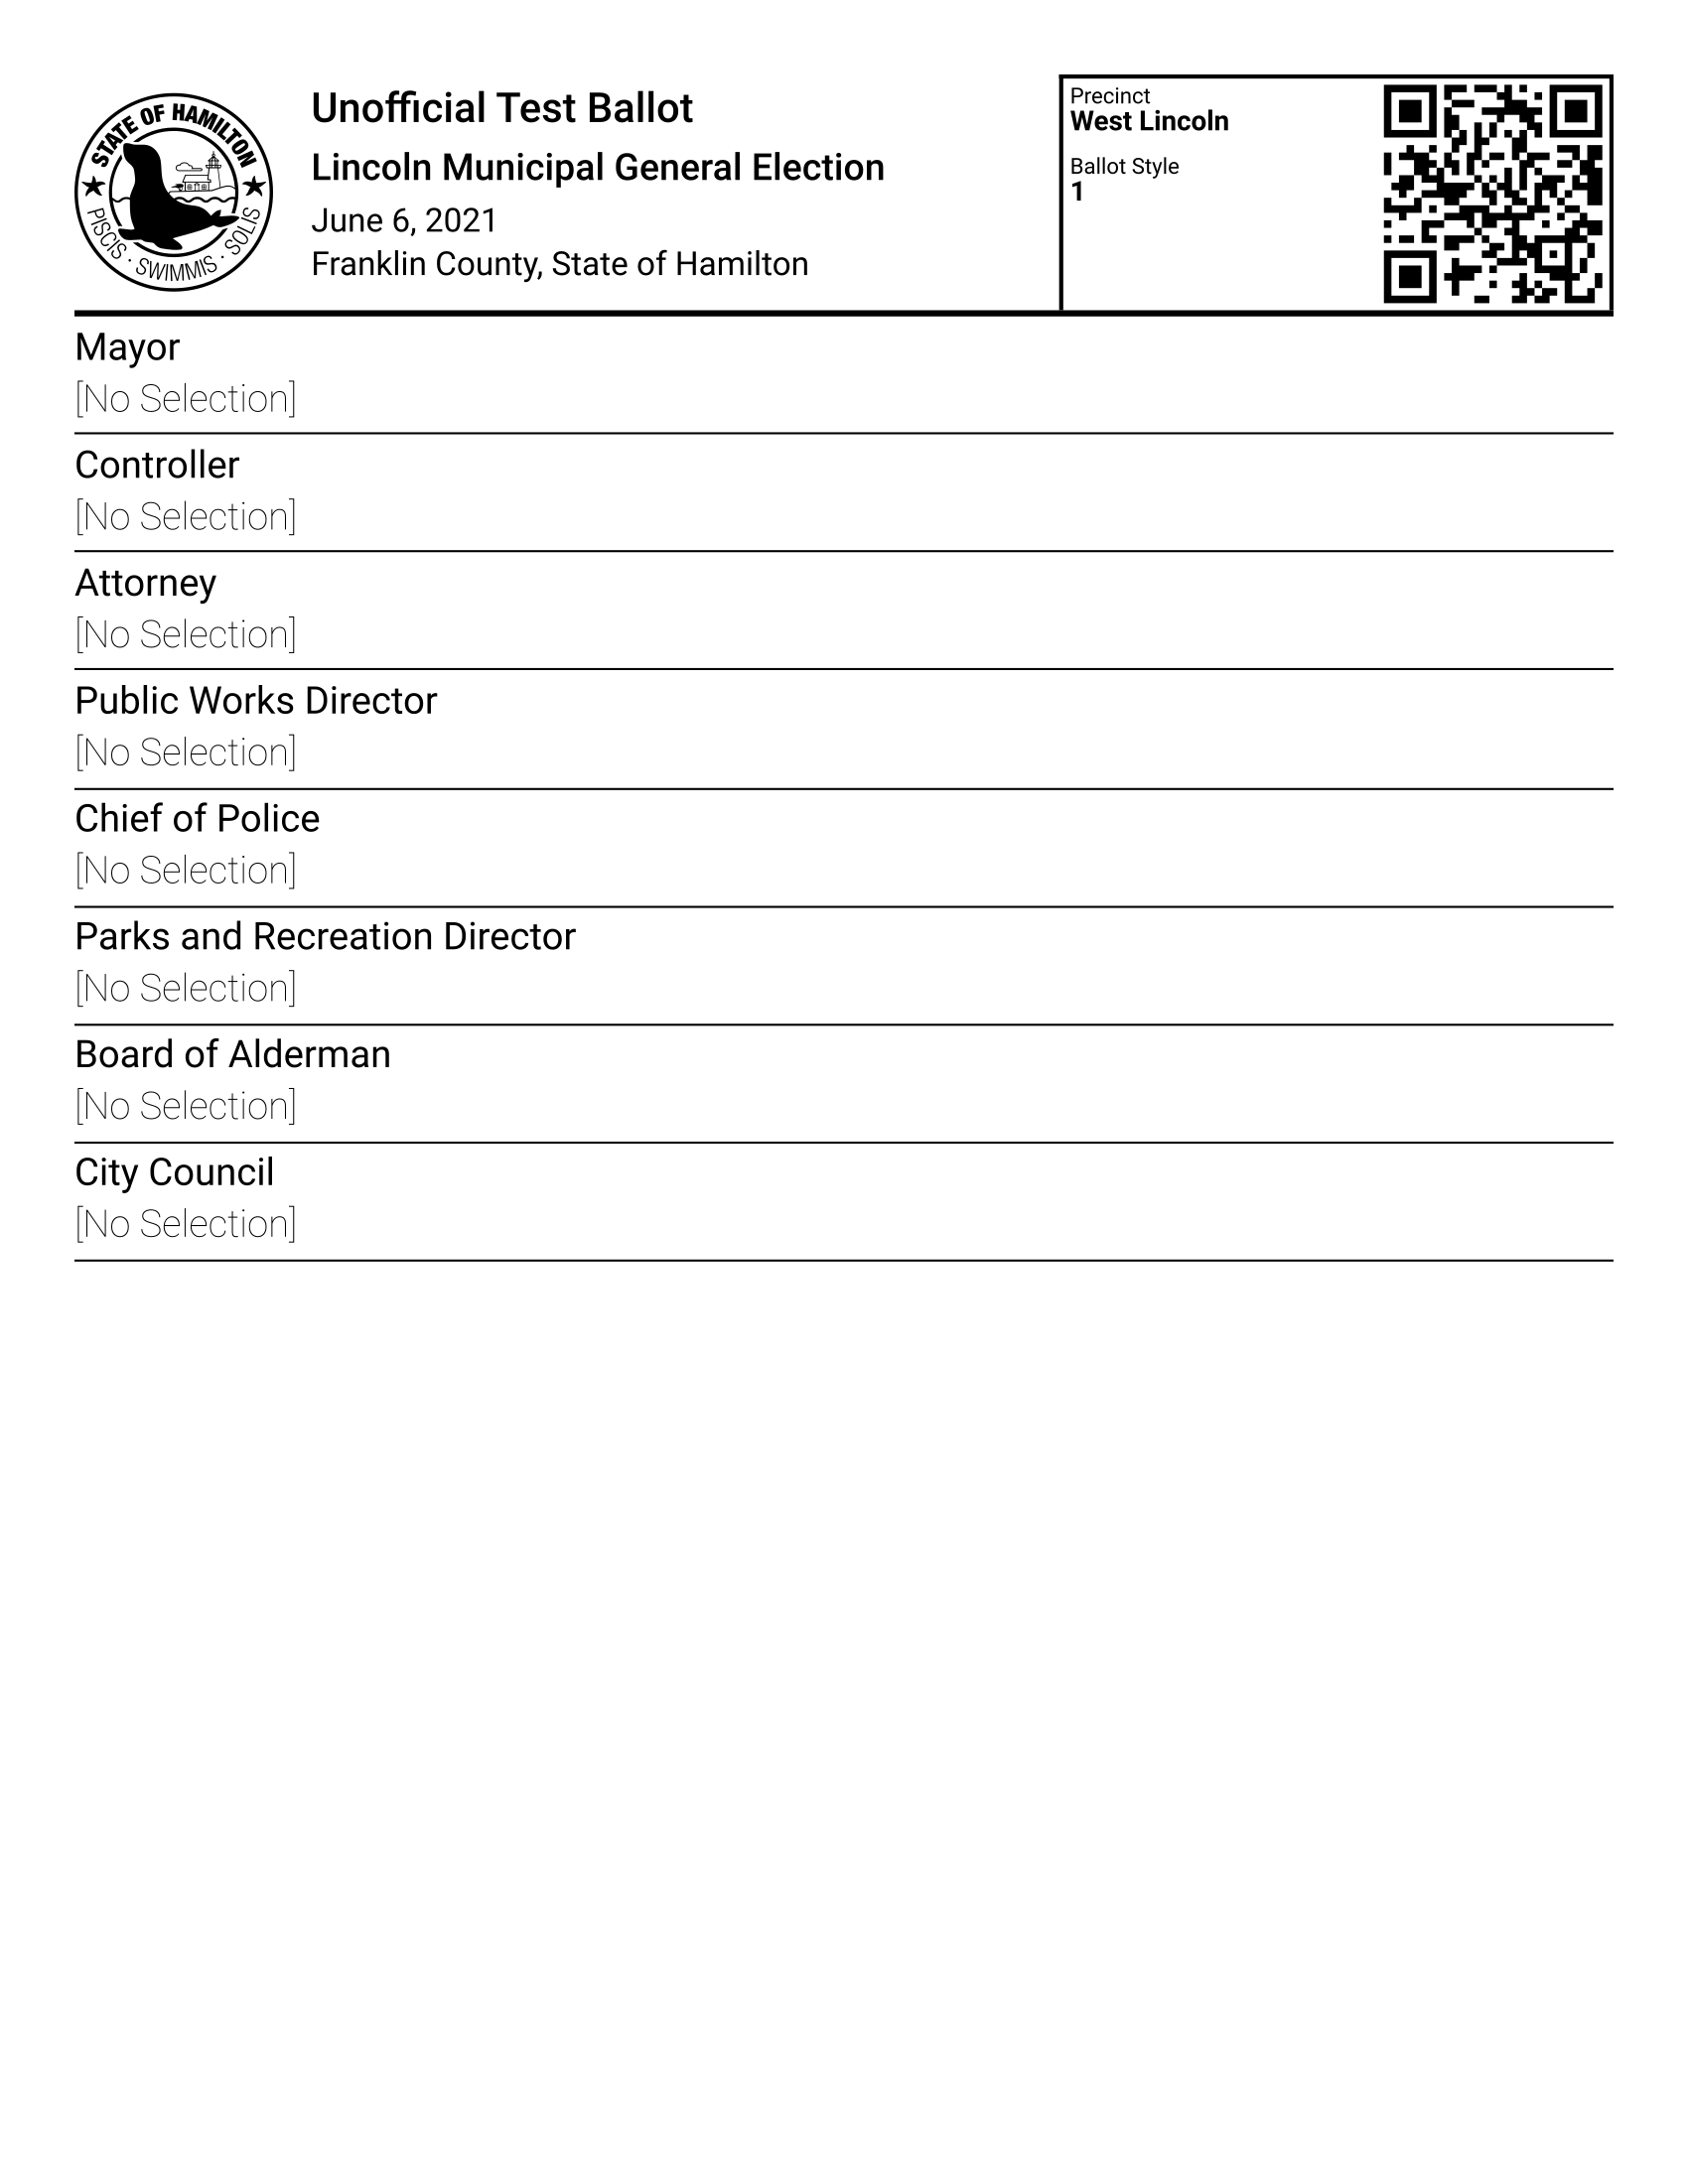 STATE OF HAMILTON
PISCIS · SWIMMIS · SOLIS
Unofficial Test Ballot
Lincoln Municipal General Election
June 6, 2021
Franklin County, State of Hamilton
Precinct
West Lincoln
Ballot Style
1
Mayor
[No Selection]
Controller
[No Selection]
Attorney
[No Selection]
Public Works Director
[No Selection]
Chief of Police
[No Selection]
Parks and Recreation Director
[No Selection]
Board of Alderman
[No Selection]
City Council
[No Selection]